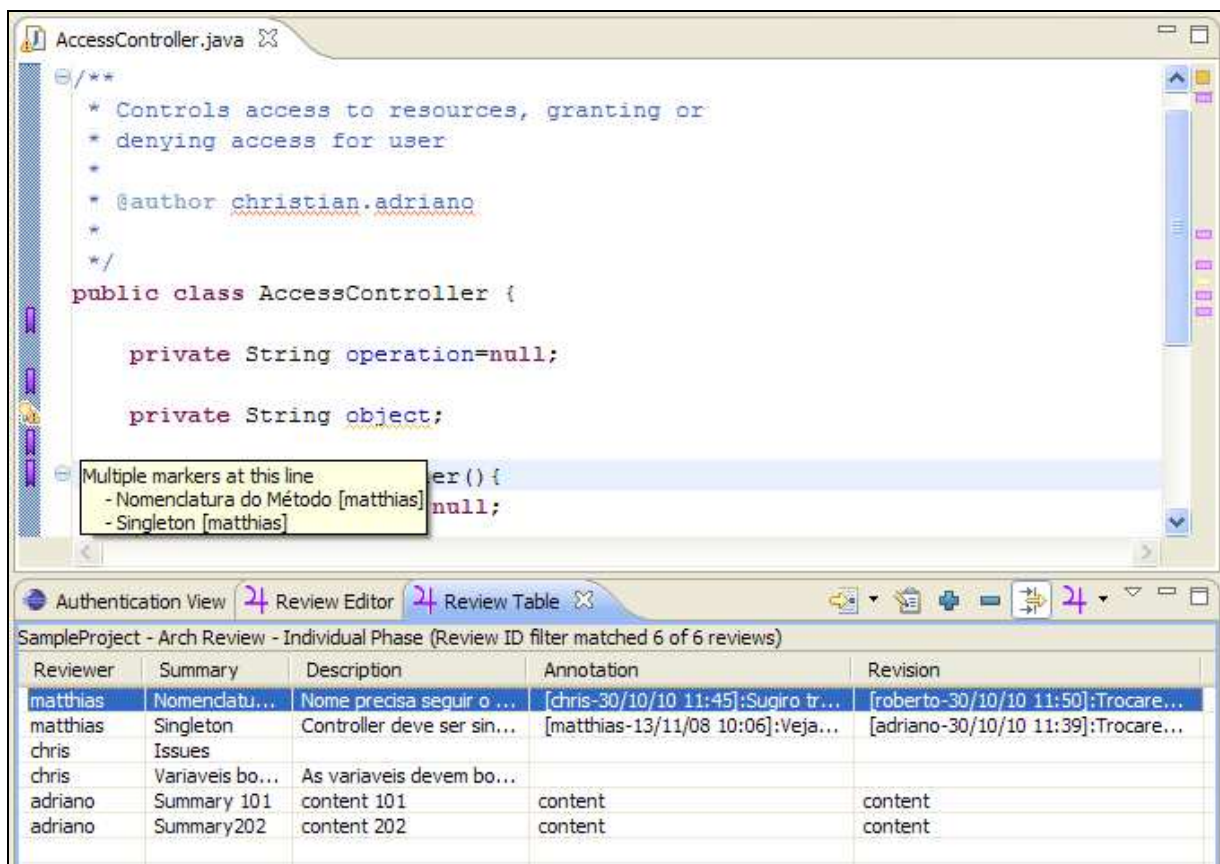 AccessController.java
/**
* Controls access to resources, granting or
* denying access for user
*
* @author christian.adriano
*
*/
public class AccessController {
private String operation=null;
private String object;
er(){
null;
Multiple markers at this line
- Nomenclatura do Método [matthias]
- Singleton [matthias]
Authentication View Review Editor Review Table
SampleProject - Arch Review - Individual Phase (Review ID filter matched 6 of 6 reviews)
Reviewer Summary Description Annotation Revision
matthias Nomenclatu... Nome precisa seguir o ... [chris-30/10/10 11:45]:Sugiro tr... [roberto-30/10/10 11:50]:Trocare...
matthias Singleton Controller deve ser sin... [matthias-13/11/08 10:06]:Veja... [adriano-30/10/10 11:39]:Trocare...
chris Issues
chris Variaveis bo... As variaveis devem bo...
adriano Summary 101 content 101 content content
adriano Summary202 content 202 content content